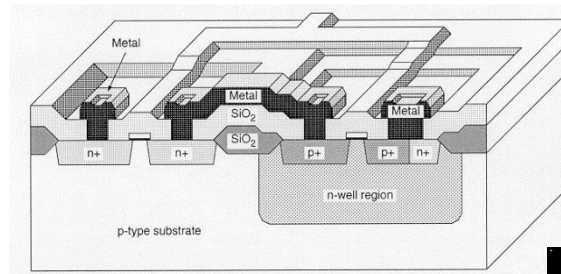 Metal
Metal
Metal
SiO2
SiO2
n+
n+
p+
p+
n+
n-well region
p-type substrate